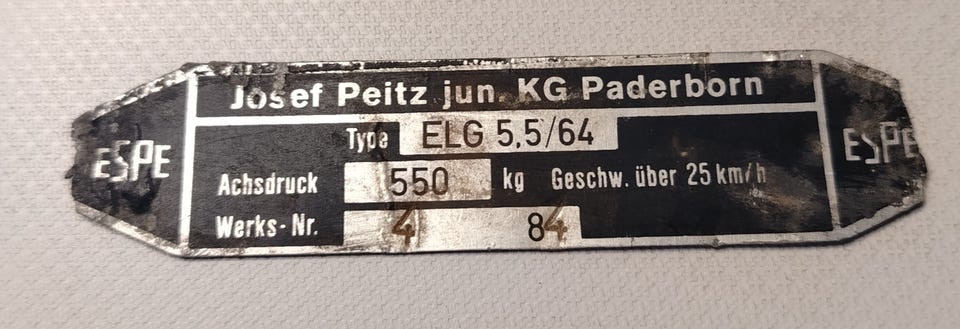 Josef Peitz jun. KG Paderborn
ESPE
Type ELG 5,5/64
ESPE
Achsdruck 550 kg Geschw. über 25 km/h
Werks-Nr. 4 84